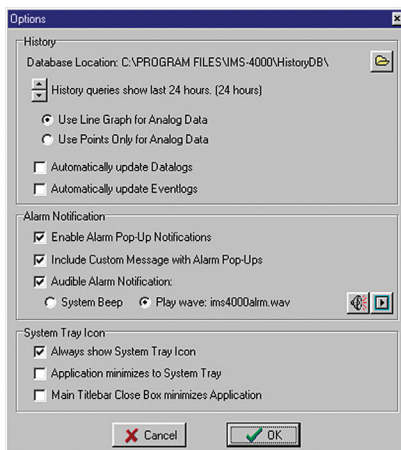 Options
History
Database Location: C:\PROGRAM FILES\IMS-4000\HistoryDB\
History queries show last 24 hours. (24 hours)
Use Line Graph for Analog Data
Use Points Only for Analog Data
Automatically update Datalogs
Automatically update Eventlogs
Alarm Notification
Enable Alarm Pop-Up Notifications
Include Custom Message with Alarm Pop-Ups
Audible Alarm Notification:
System Beep Play wave: ims4000alrm.wav
System Tray Icon
Always show System Tray Icon
Application minimizes to System Tray
Main Titlebar Close Box minimizes Application
Cancel OK